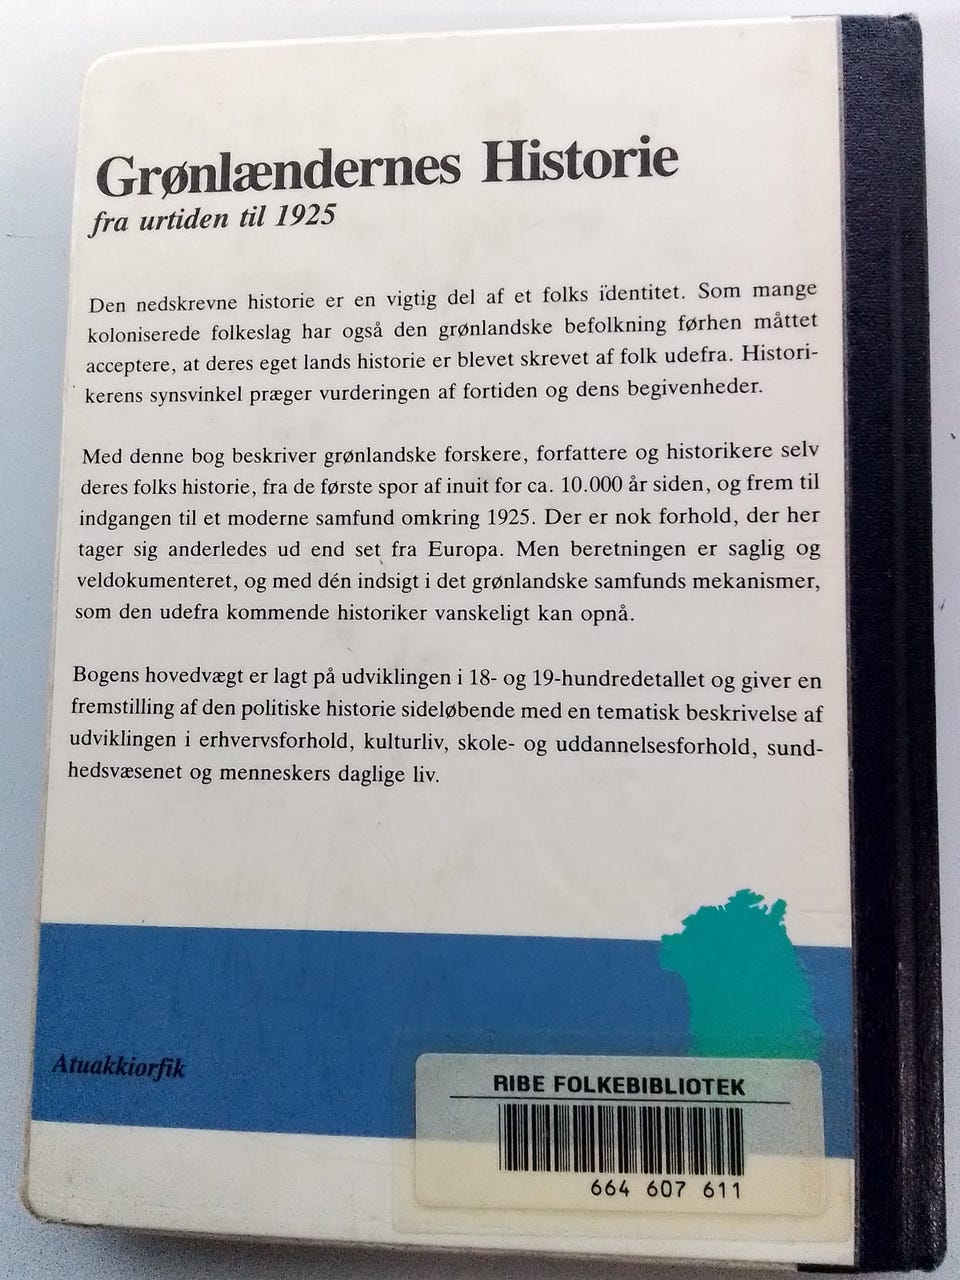 Grønlændernes Historie
fra urtiden til 1925
Den nedskrevne historie er en vigtig del af et folks identitet. Som mange
koloniserede folkeslag har også den grønlandske befolkning førhen måttet
acceptere, at deres eget lands historie er blevet skrevet af folk udefra. Histori-
kerens synsvinkel præger vurderingen af fortiden og dens begivenheder.
Med denne bog beskriver grønlandske forskere, forfattere og historikere selv
deres folks historie, fra de første spor af inuit for ca. 10.000 år siden, og frem til
indgangen til et moderne samfund omkring 1925. Der er nok forhold, der her
tager sig anderledes ud end set fra Europa. Men beretningen er saglig og
veldokumenteret, og med dén indsigt i det grønlandske samfunds mekanismer,
som den udefra kommende historiker vanskeligt kan opnå.
Bogens hovedvægt er lagt på udviklingen i 18- og 19-hundredetallet og giver en
fremstilling af den politiske historie sideløbende med en tematisk beskrivelse af
udviklingen i erhvervsforhold, kulturliv, skole- og uddannelsesforhold, sund-
hedsvæsenet og menneskers daglige liv.
Atuakkiorfik
RIBE FOLKEBIBLIOTEK
664 607 611